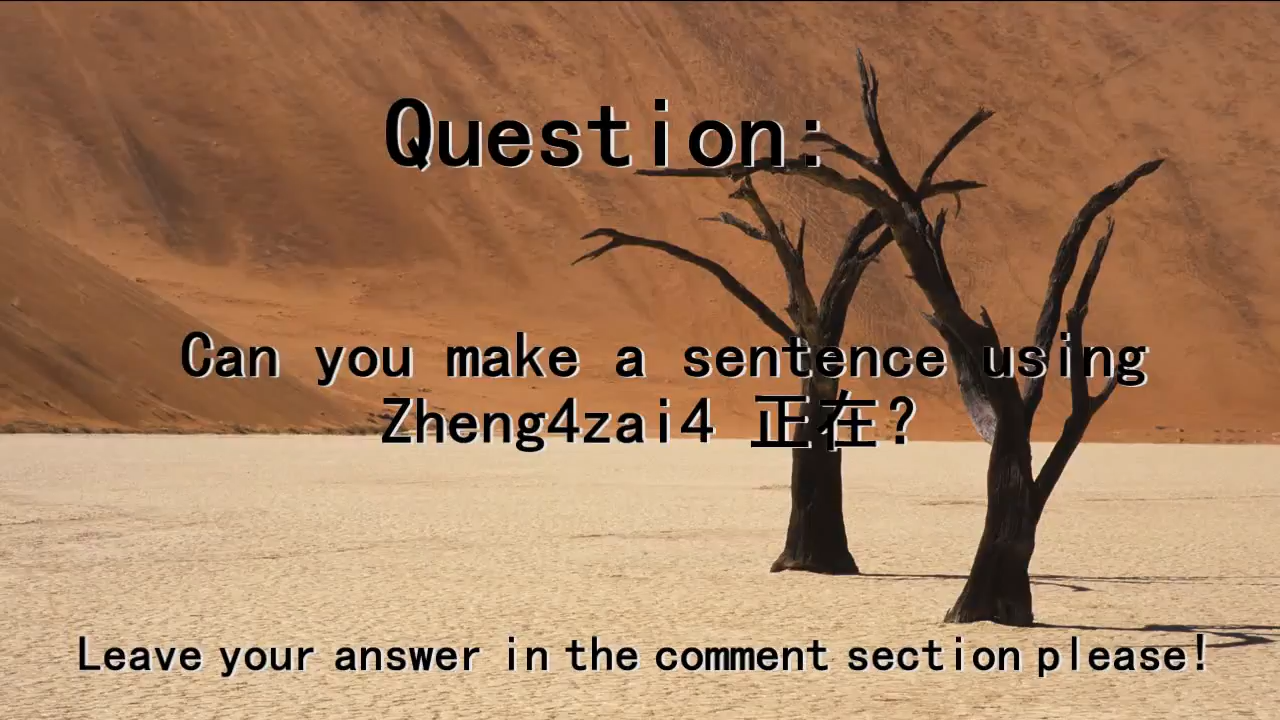 Question:
Can you make a sentence using
Zheng4zai4 正在?
Leave your answer in the comment section please!